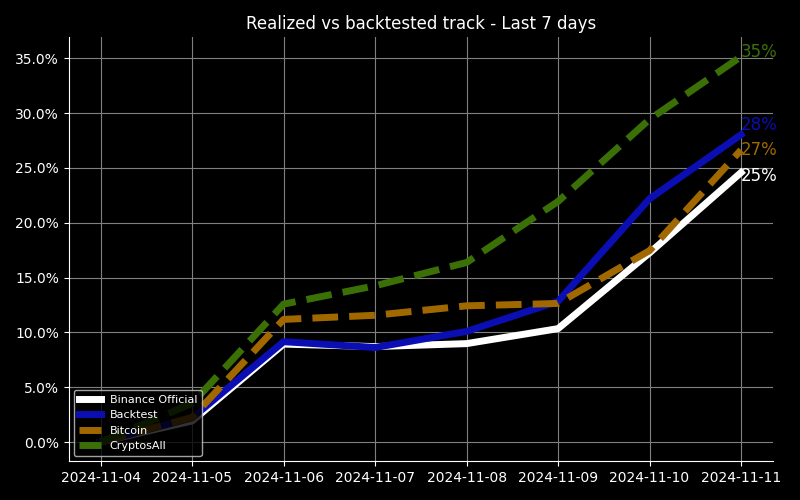 Realized vs backtested track - Last 7 days
35.0%
30.0%
25.0%
20.0%
15.0%
10.0%
5.0%
0.0%
35%
28%
27%
25%
Binance Official
Backtest
Bitcoin
CryptosAll
2024-11-04 2024-11-05 2024-11-06 2024-11-07 2024-11-08 2024-11-09 2024-11-10 2024-11-11